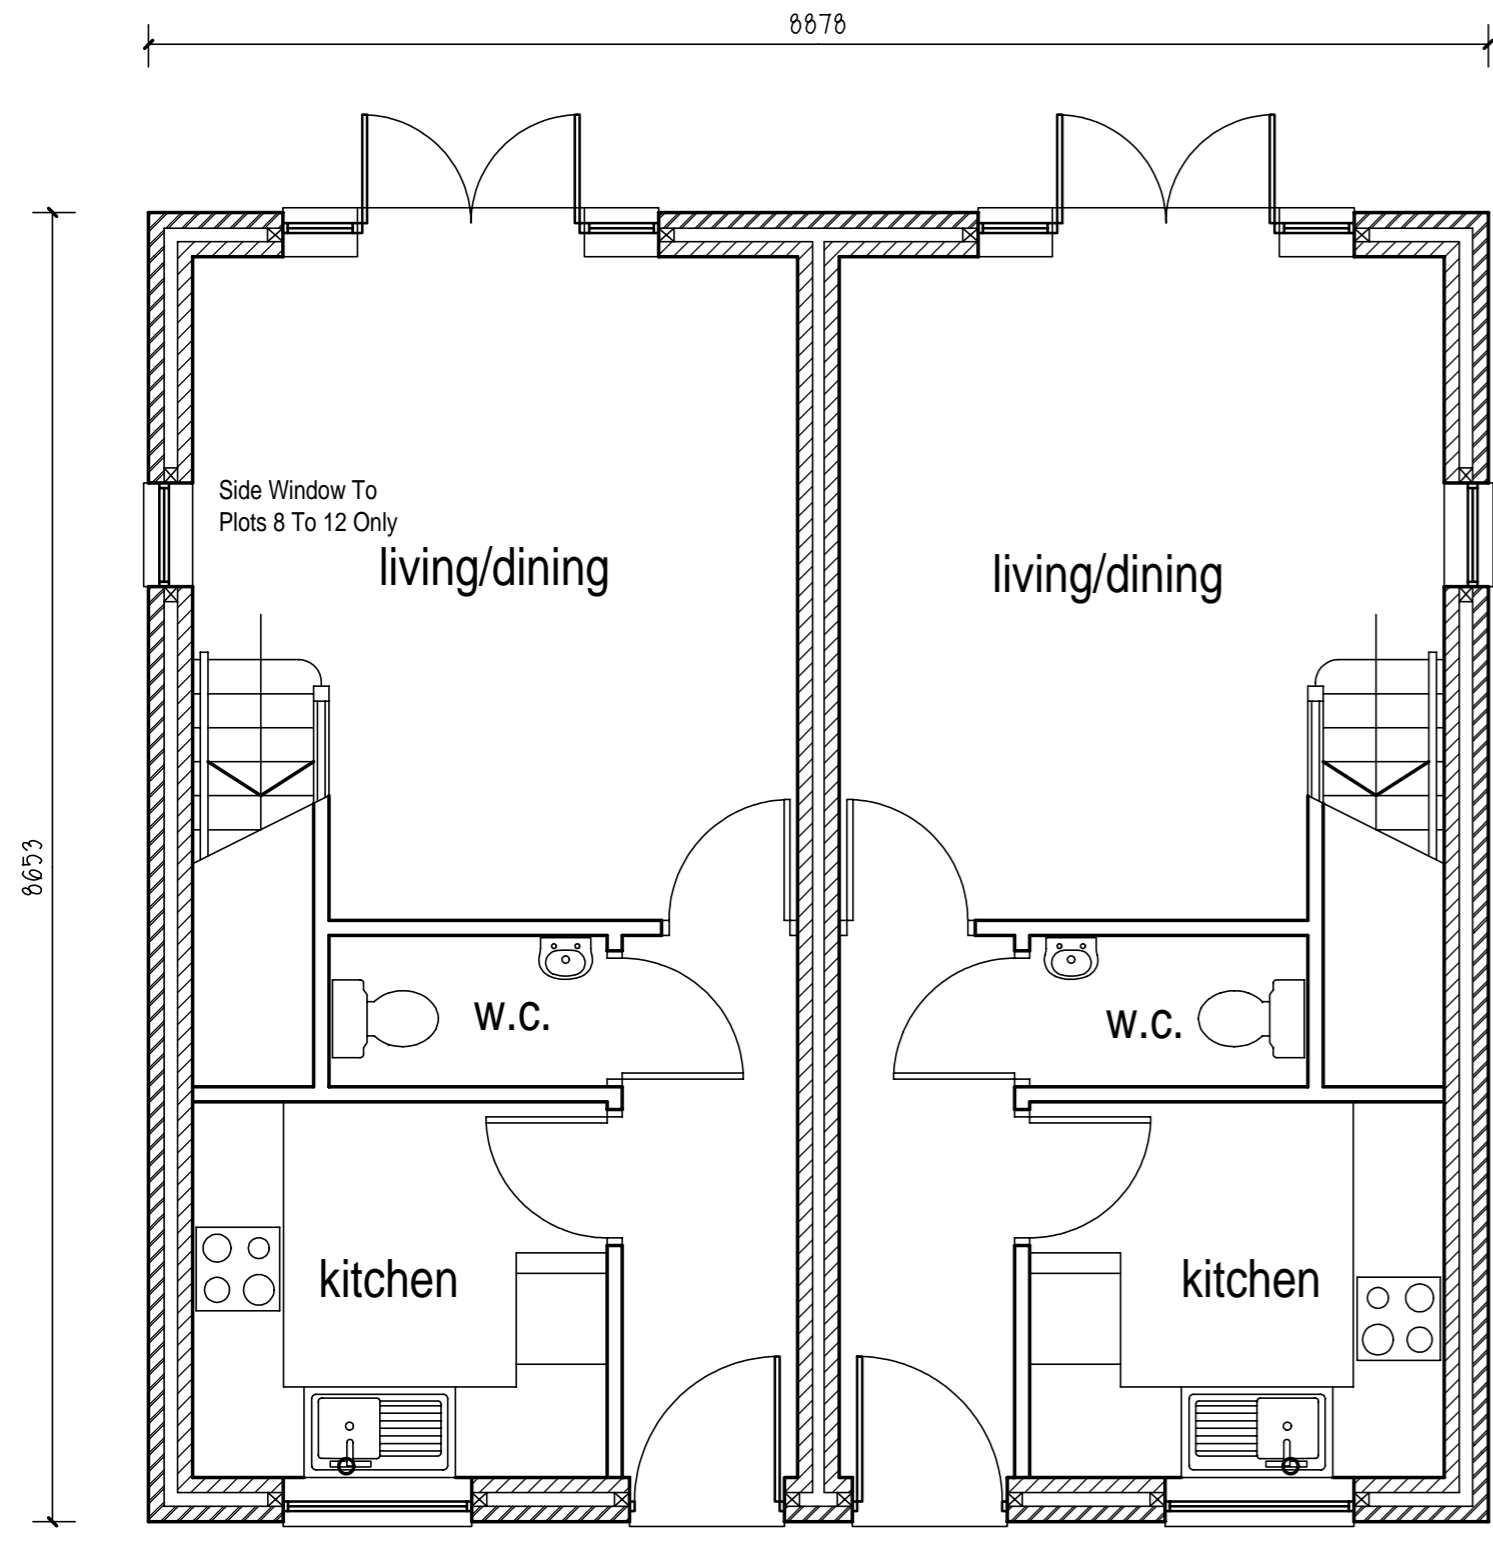 8878
Side Window To
Plots 8 To 12 Only
living/dining
living/dining
8653
w.c.
w.c.
kitchen
kitchen